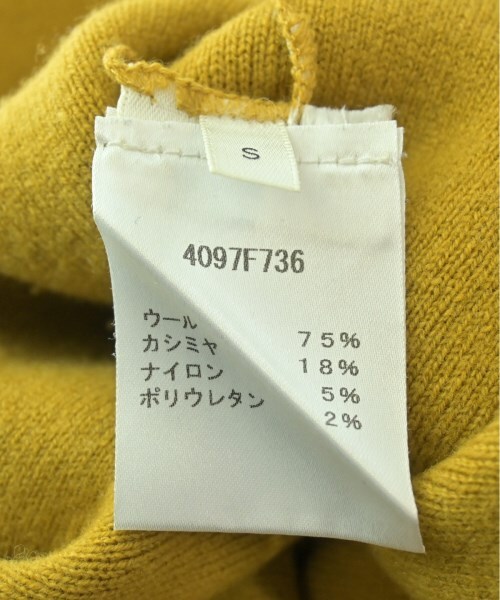 S
4097F736
ウール 75%
カシミヤ 18%
ナイロン 5%
ポリウレタン 2%